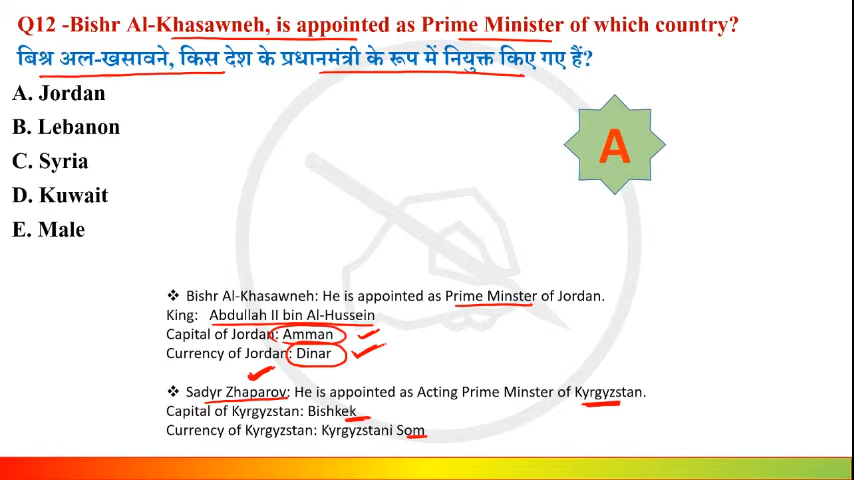 Q12 -Bishr Al-Khasawneh, is appointed as Prime Minister of which country?
बिश्र अल-खसावने, किस देश के प्रधानमंत्री के रूप में नियुक्त किए गए हैं?
A. Jordan
B. Lebanon
C. Syria
D. Kuwait
E. Male
A
❖ Bishr Al-Khasawneh: He is appointed as Prime Minster of Jordan.
King: Abdullah II bin Al-Hussein
Capital of Jordan: Amman
Currency of Jordan: Dinar
❖ Sadyr Zhaparov: He is appointed as Acting Prime Minster of Kyrgyzstan.
Capital of Kyrgyzstan: Bishkek
Currency of Kyrgyzstan: Kyrgyzstani Som